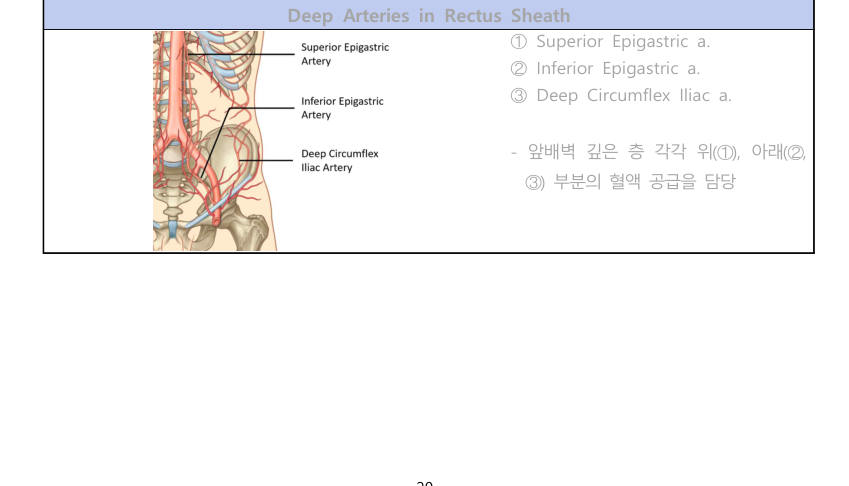 Deep Arteries in Rectus Sheath
Superior Epigastric
Artery
Inferior Epigastric
Artery
Deep Circumflex
Iliac Artery
① Superior Epigastric a.
② Inferior Epigastric a.
③ Deep Circumflex Iliac a.
- 앞배벽 깊은 층 각각 위(①), 아래(②,
③) 부분의 혈액 공급을 담당